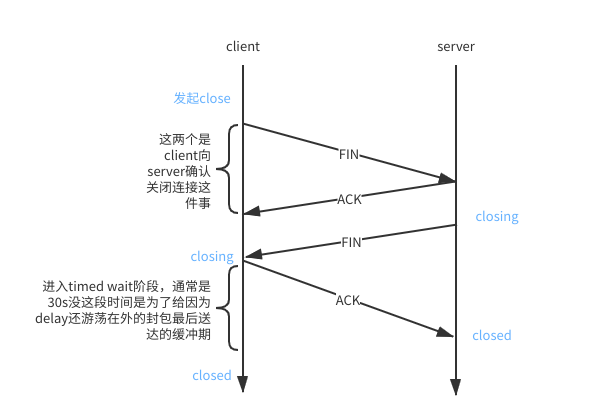 client
server
发起close
这两个是
client向
server确认
关闭连接这
件事
FIN
ACK
closing
FIN
closing
进入timed wait阶段，通常是
30s没这段时间是为了给因为
delay还游荡在外的封包最后送
达的缓冲期
ACK
closed
closed